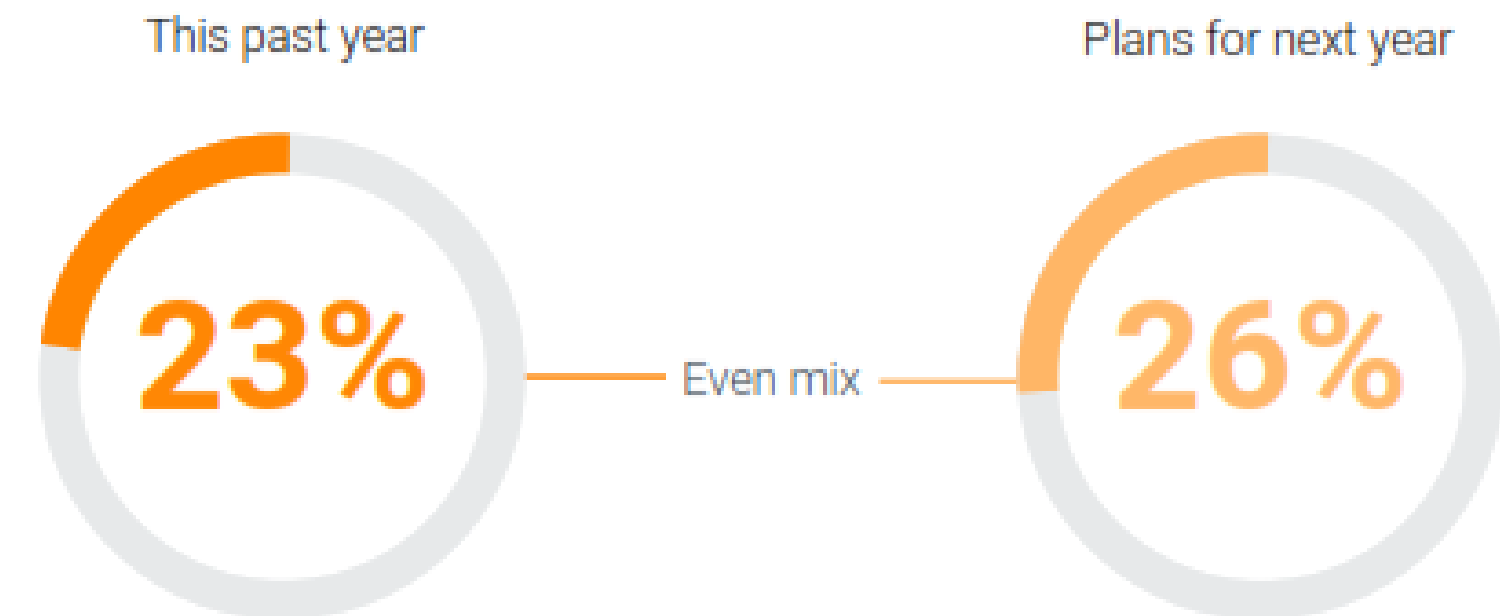 This past year
Plans for next year
23%
Even mix
26%